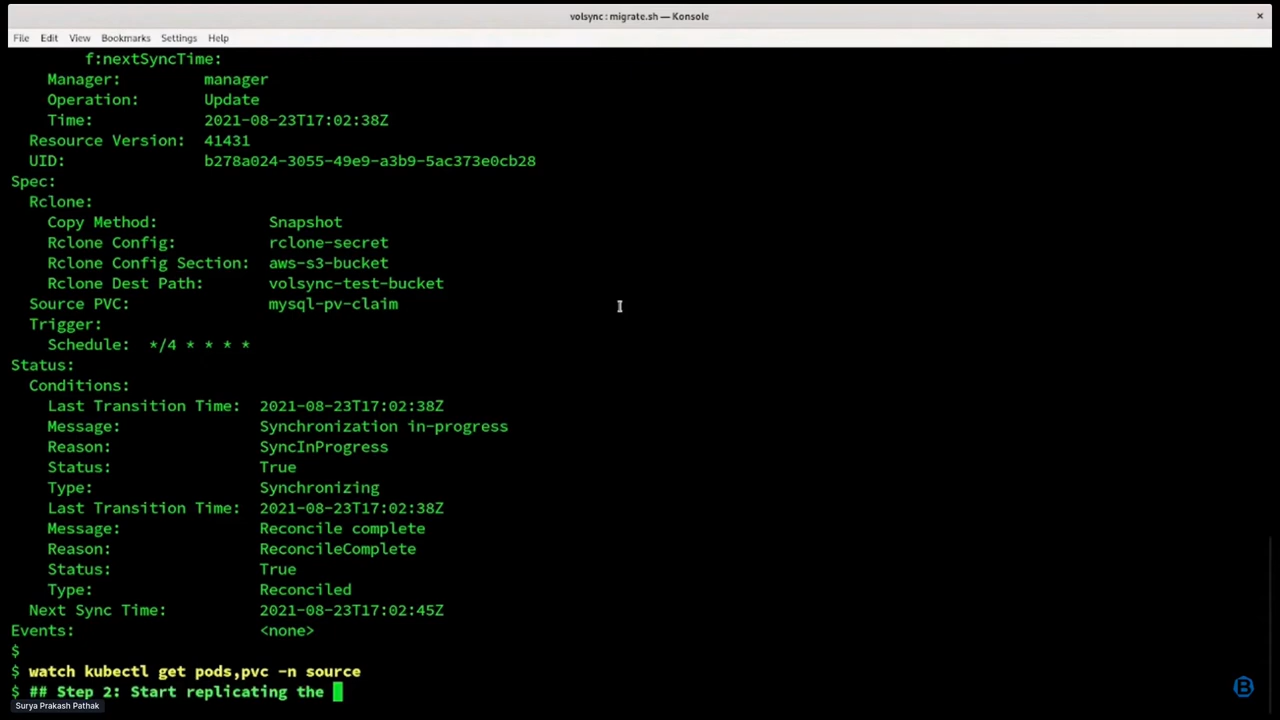 volsync : migrate.sh — Konsole
×
File Edit View Bookmarks Settings Help
f:nextSyncTime:
Manager: manager
Operation: Update
Time: 2021-08-23T17:02:38Z
Resource Version: 41431
UID: b278a024-3055-49e9-a3b9-5ac373e0cb28
Spec:
Rclone:
Copy Method: Snapshot
Rclone Config: rclone-secret
Rclone Config Section: aws-s3-bucket
Rclone Dest Path: volsync-test-bucket
Source PVC: mysql-pv-claim
Trigger:
Schedule: */4 * * * *
Status:
Conditions:
Last Transition Time: 2021-08-23T17:02:38Z
Message: Synchronization in-progress
Reason: SyncInProgress
Status: True
Type: Synchronizing
Last Transition Time: 2021-08-23T17:02:38Z
Message: Reconcile complete
Reason: ReconcileComplete
Status: True
Type: Reconciled
Next Sync Time: 2021-08-23T17:02:45Z
Events: <none>
$
$ watch kubectl get pods,pvc -n source
$ ## Step 2: Start replicating the
Surya Prakash Pathak
B